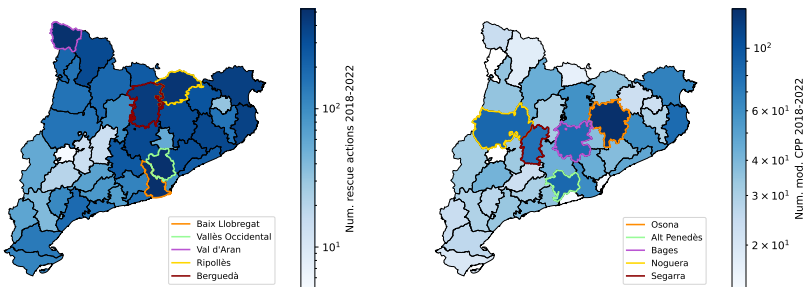 10²
10¹
Num. rescue actions 2018-2022
Baix Llobregat
Vallès Occidental
Val d'Aran
Ripollès
Berguedà
10²
6 × 10¹
4 × 10¹
3 × 10¹
2 × 10¹
Num. mod. CPP 2018-2022
Osona
Alt Penedès
Bages
Noguera
Segarra